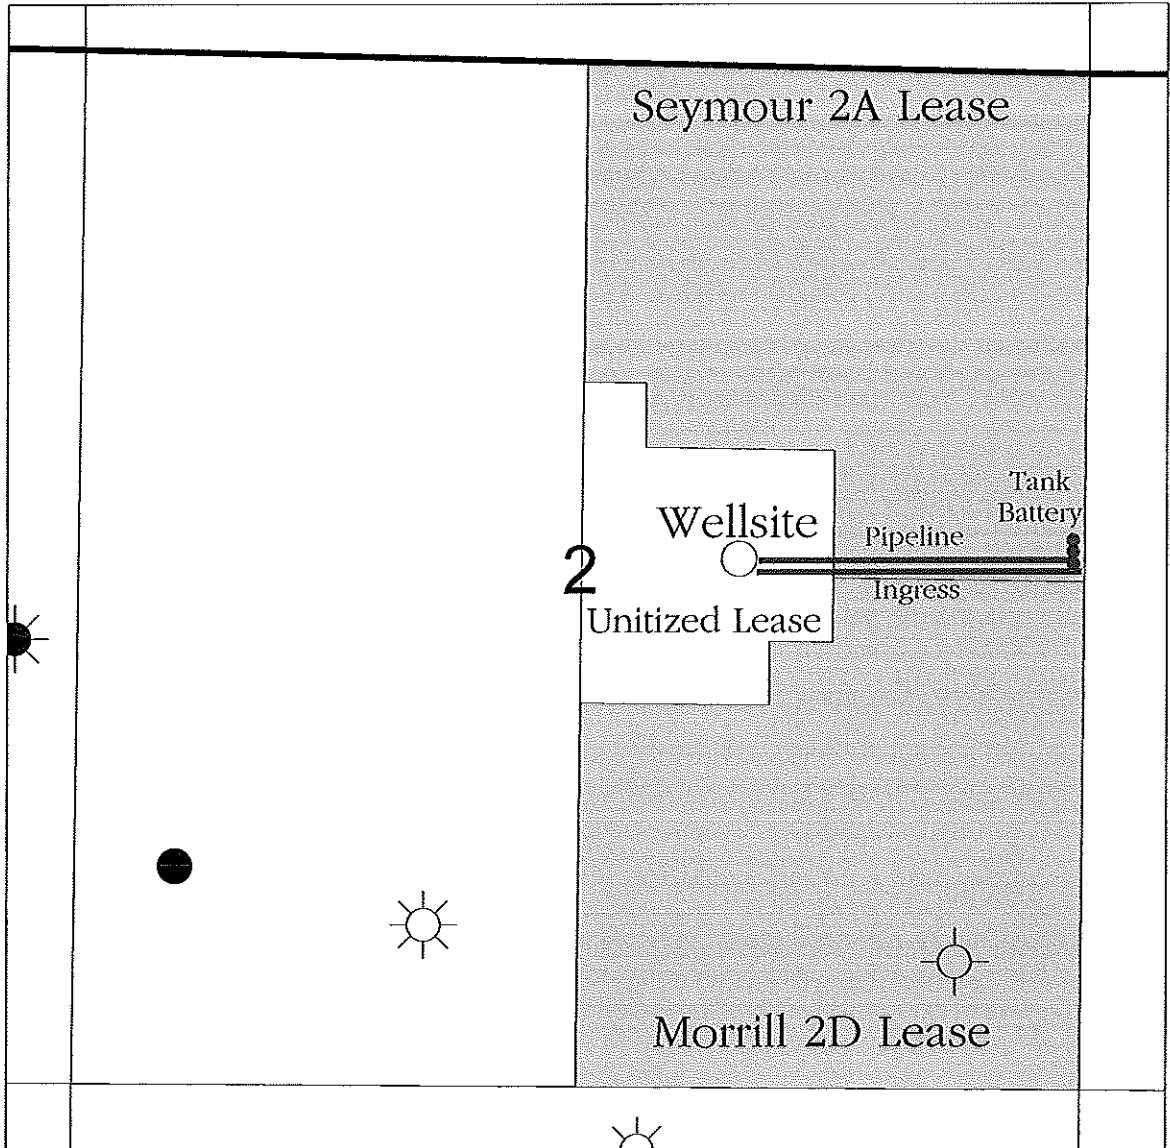 Seymour 2A Lease
Tank
Battery
Wellsite
Pipeline
2
Ingress
Unitized Lease
Morrill 2D Lease